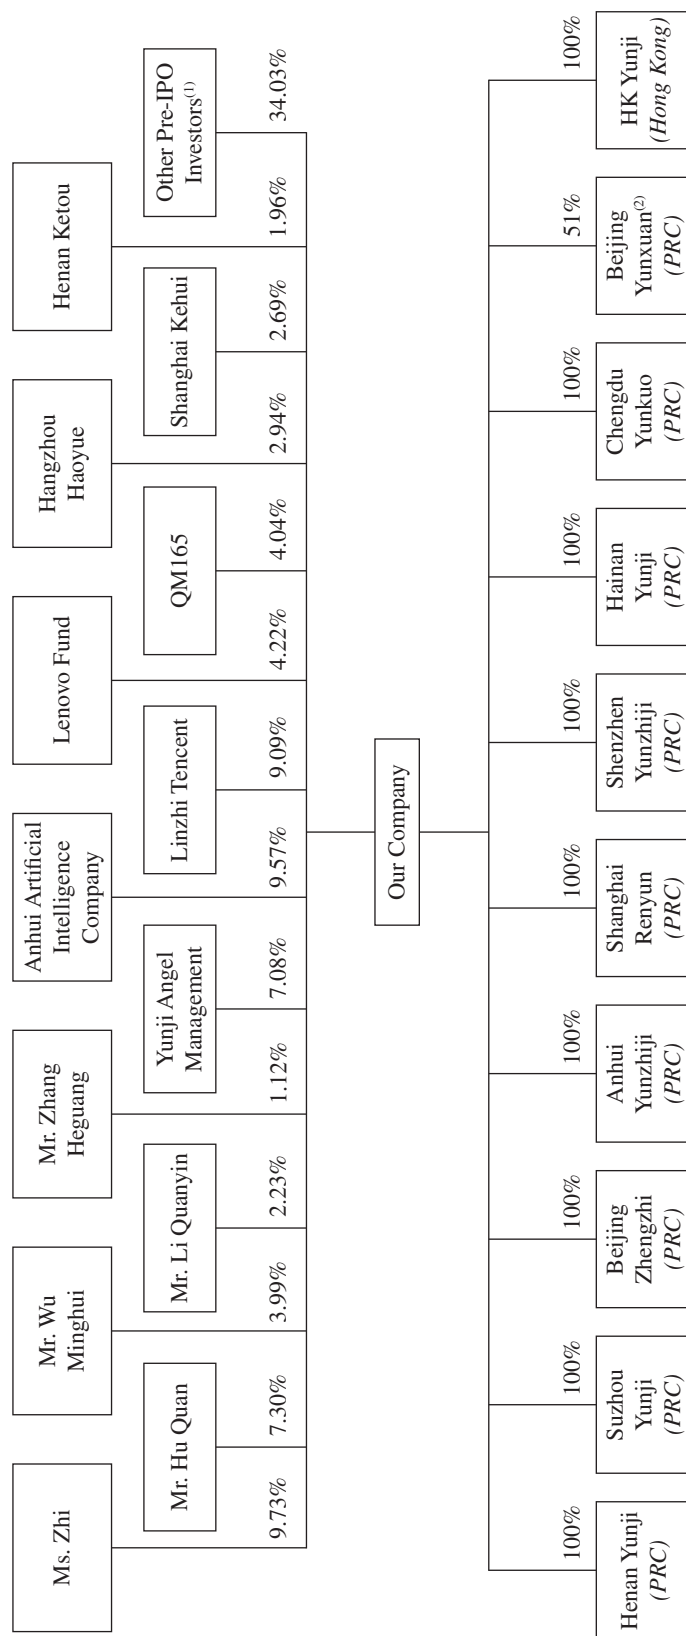 Ms. Zhi
Mr. Wu
Minghui
Mr. Zhang
Heguang
Anhui Artificial
Intelligence
Company
Lenovo Fund
Hangzhou
Haoyue
Henan Ketou
Mr. Hu Quan
Mr. Li Quanyin
Yunji Angel
Management
Linzhi Tencent
QM165
Shanghai Kehui
Other Pre-IPO
Investors(1)
9.73%
7.30%
3.99%
2.23%
1.12%
7.08%
9.57%
9.09%
4.22%
4.04%
2.94%
2.69%
1.96%
34.03%
Our Company
100%
100%
100%
100%
100%
100%
100%
100%
51%
100%
Henan Yunji
(PRC)
Suzhou
Yunji
(PRC)
Beijing
Zhengzhi
(PRC)
Anhui
Yunzhiji
(PRC)
Shanghai
Renyun
(PRC)
Shenzhen
Yunzhiji
(PRC)
Hainan
Yunji
(PRC)
Chengdu
Yunkuo
(PRC)
Beijing
Yunxuan(2)
(PRC)
HK Yunji
(Hong Kong)